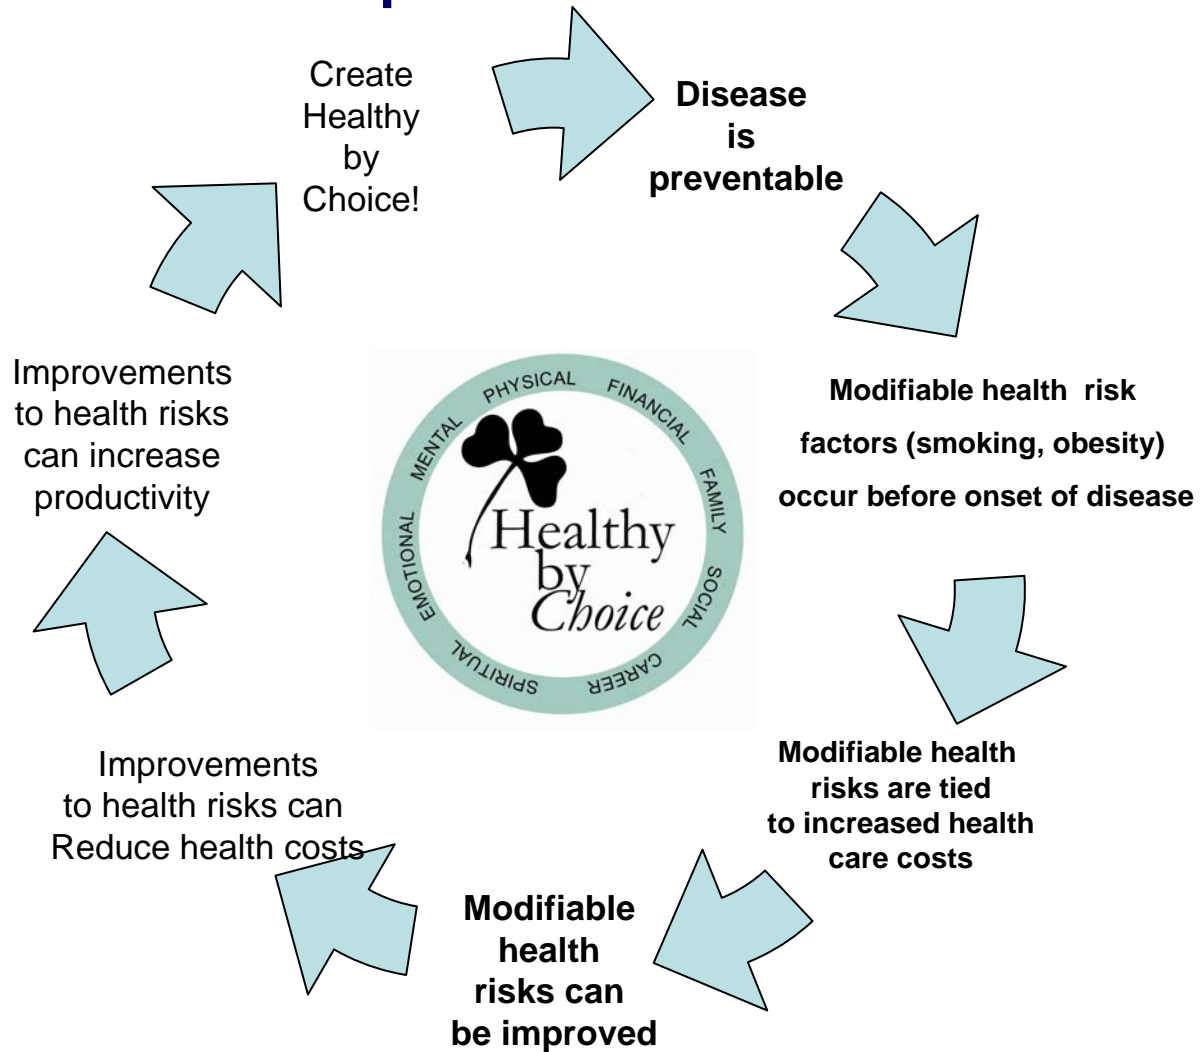 Create
Healthy
by
Choice!
Disease
is
preventable
Modifiable health risk
factors (smoking, obesity)
occur before onset of disease
Modifiable health
risks are tied
to increased health
care costs
Modifiable
health
risks can
be improved
Improvements
to health risks can
Reduce health costs
Improvements
to health risks
can increase
productivity
PHYSICAL FINANCIAL FAMILY SOCIAL CAREER SPIRITUAL EMOTIONAL MENTAL
Healthy
by
Choice